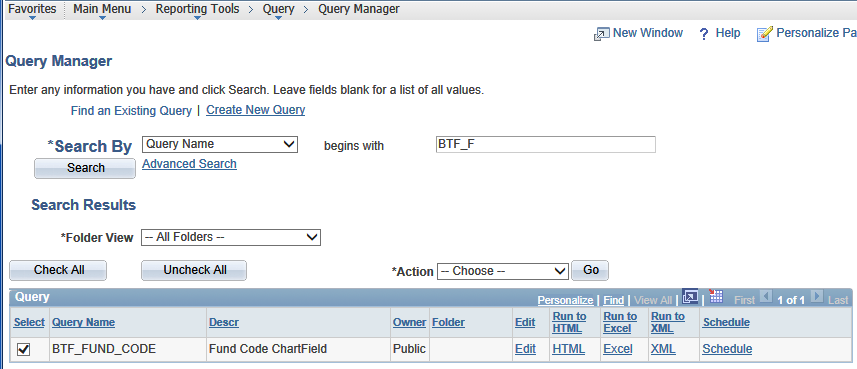 Favorites Main Menu > Reporting Tools > Query > Query Manager
New Window ? Help Personalize Pa
Query Manager
Enter any information you have and click Search. Leave fields blank for a list of all values.
Find an Existing Query | Create New Query
*Search By Query Name begins with BTF_F
Search Advanced Search
Search Results
*Folder View -- All Folders --
Check All Uncheck All *Action -- Choose -- Go
Query Personalize | Find | View All | | First 1 of 1 Last
Select Query Name Descr Owner Folder Edit Run to HTML Run to Excel Run to XML Schedule
BTF_FUND_CODE Fund Code ChartField Public Edit HTML Excel XML Schedule